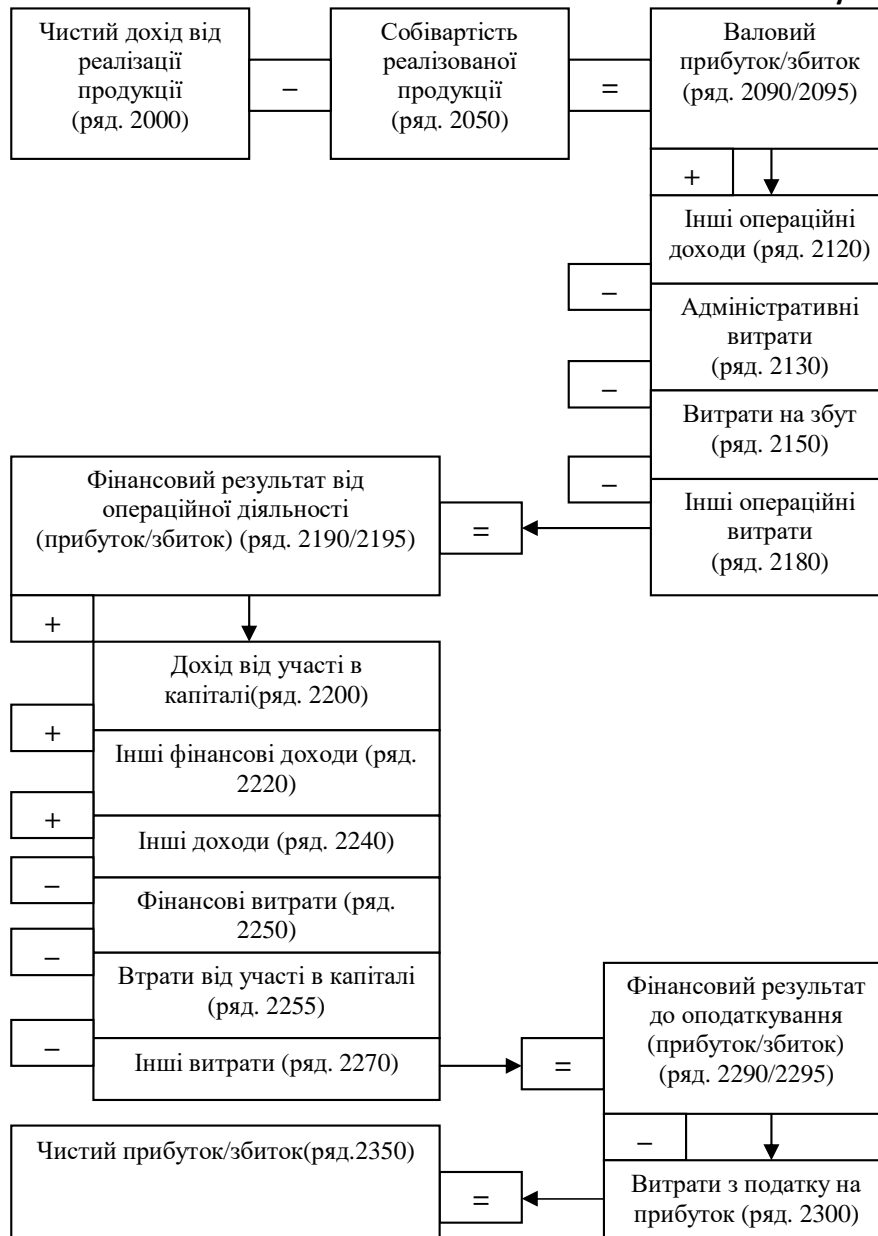 Чистий дохід від
реалізації
продукції
(ряд. 2000)
–
Собівартість
реалізованої
продукції
(ряд. 2050)
=
Валовий
прибуток/збиток
(ряд. 2090/2095)
+
Інші операційні
доходи (ряд. 2120)
–
Адміністративні
витрати
(ряд. 2130)
–
Витрати на збут
(ряд. 2150)
–
Інші операційні
витрати
(ряд. 2180)
=
Фінансовий результат від
операційної діяльності
(прибуток/збиток) (ряд. 2190/2195)
+
Дохід від участі в
капіталі(ряд. 2200)
+
Інші фінансові доходи (ряд.
2220)
+
Інші доходи (ряд. 2240)
–
Фінансові витрати (ряд.
2250)
–
Втрати від участі в капіталі
(ряд. 2255)
–
Інші витрати (ряд. 2270)
=
Фінансовий результат
до оподаткування
(прибуток/збиток)
(ряд. 2290/2295)
–
Витрати з податку на
прибуток (ряд. 2300)
=
Чистий прибуток/збиток(ряд.2350)